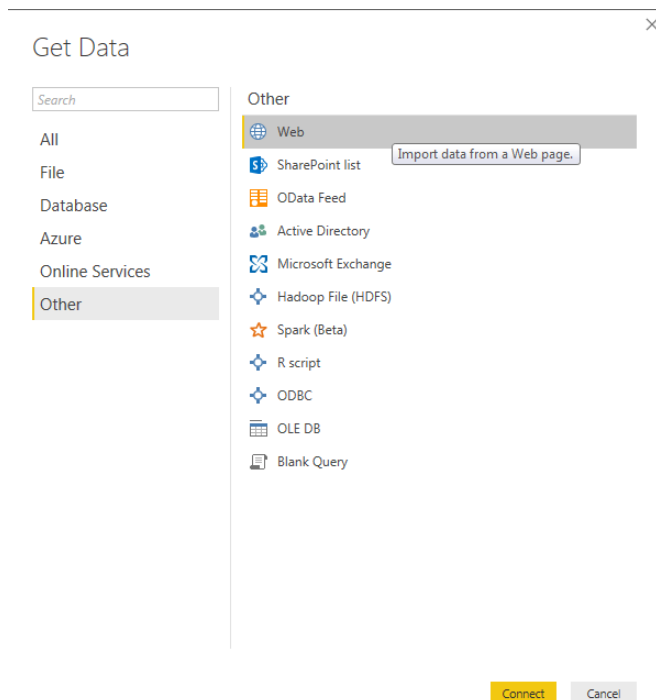 Get Data
Search
All
File
Database
Azure
Online Services
Other
Other
Web
Import data from a Web page.
SharePoint list
OData Feed
Active Directory
Microsoft Exchange
Hadoop File (HDFS)
Spark (Beta)
R script
ODBC
OLE DB
Blank Query
Connect
Cancel